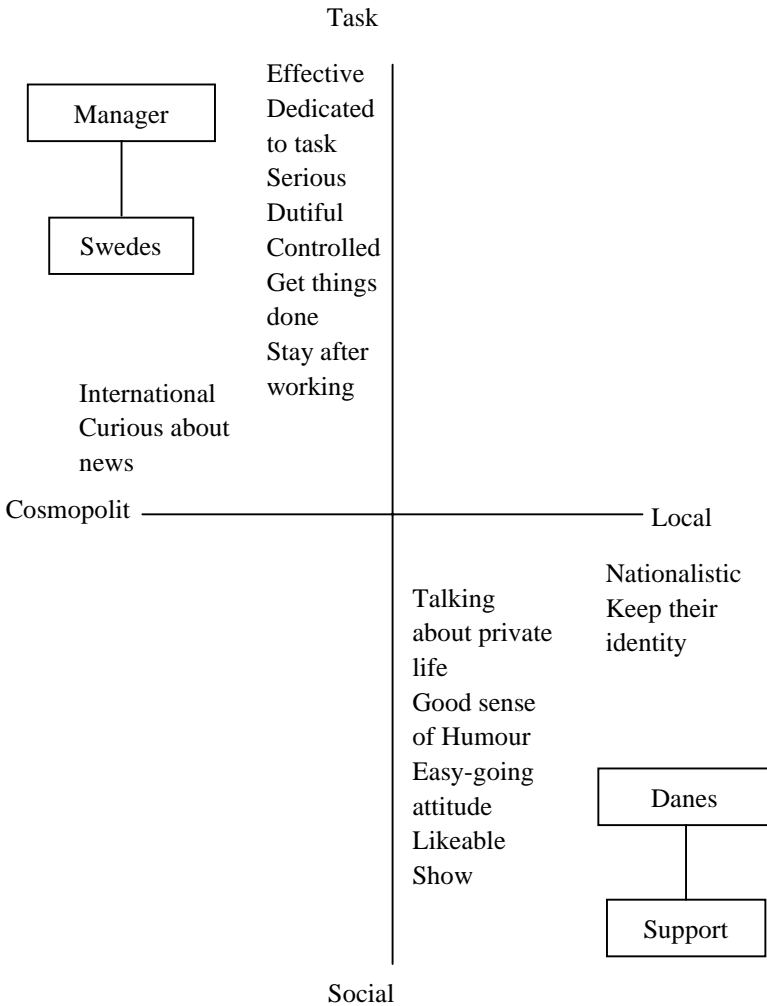 Task
Effective
Dedicated
to task
Serious
Dutiful
Controlled
Get things
done
Stay after
working
Manager
Swedes
International
Curious about
news
Cosmopolit
Local
Nationalistic
Keep their
identity
Talking
about private
life
Good sense
of Humour
Easy-going
attitude
Likeable
Show
Danes
Support
Social